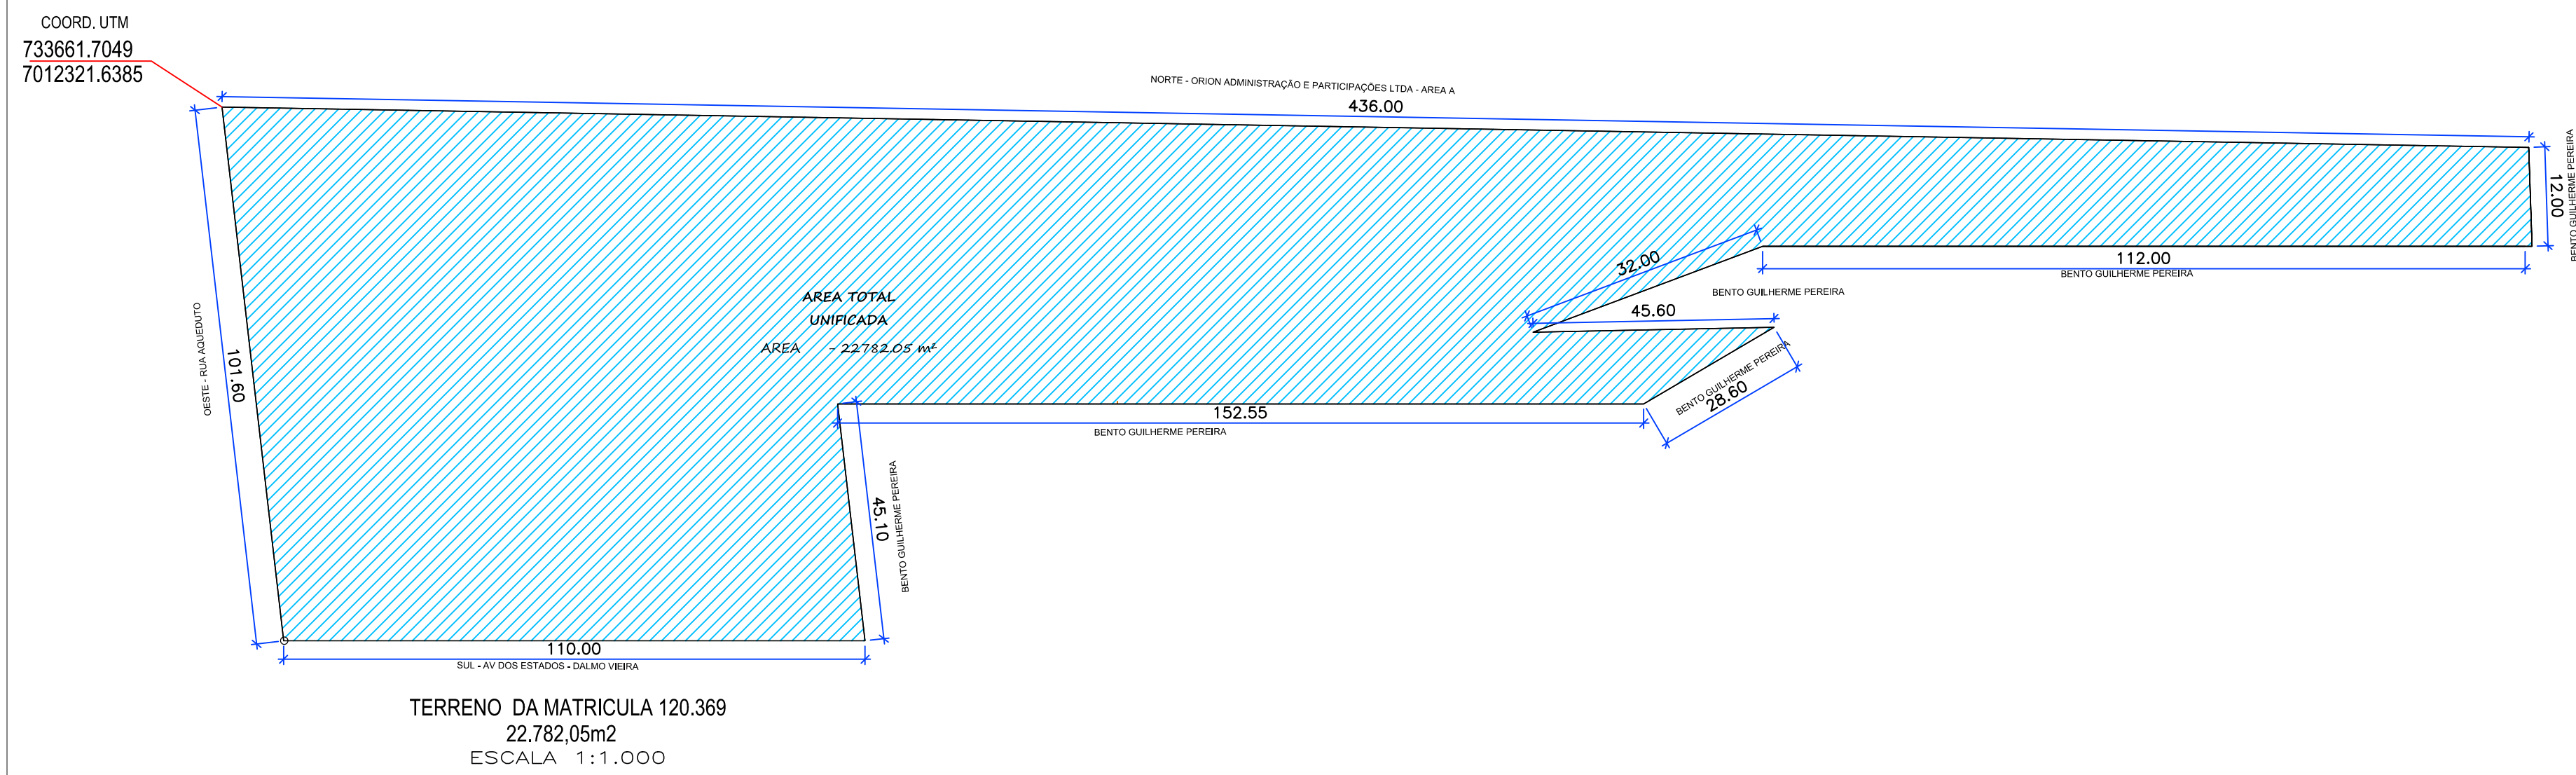 COORD. UTM
733661.7049
7012321.6385
NORTE - ORION ADMINISTRAÇÃO E PARTICIPAÇÕES LTDA - AREA A
436.00
BENTO GUILHERME PEREIRA
12.00
32.00
112.00
BENTO GUILHERME PEREIRA
BENTO GUILHERME PEREIRA
45.60
AREA TOTAL
UNIFICADA
AREA - 22782.05 m²
OESTE - RUA AQUEDUTO
101.60
BENTO GUILHERME PEREIRA
28.60
152.55
BENTO GUILHERME PEREIRA
45.10
BENTO GUILHERME PEREIRA
110.00
SUL - AV DOS ESTADOS - DALMO VIEIRA
TERRENO DA MATRICULA 120.369
22.782,05m2
ESCALA 1:1.000